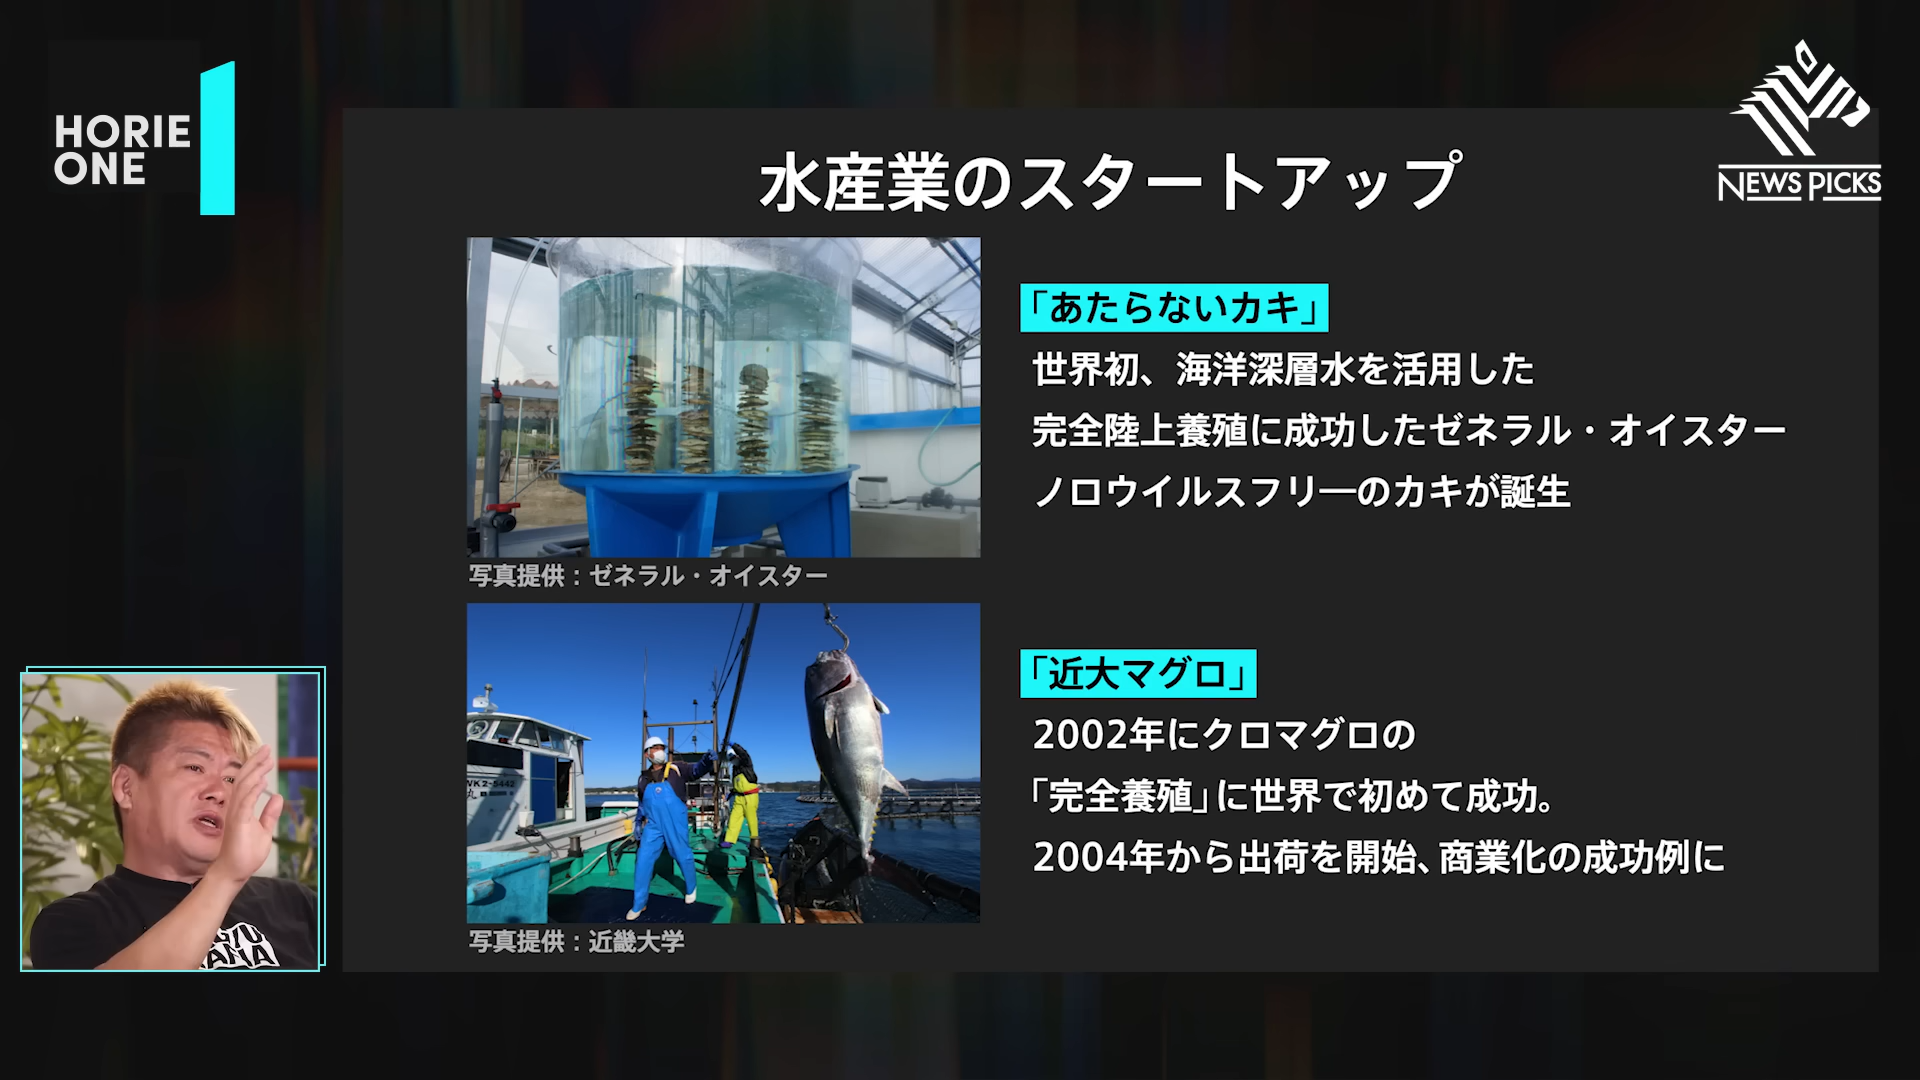 HORIE
ONE
1
NEWSPICKS
水産業のスタートアップ
「あたらないカキ」
世界初、海洋深層水を活用した
完全陸上養殖に成功したゼネラル・オイスター
ノロウイルスフリーのカキが誕生
写真提供：ゼネラル・オイスター
「近大マグロ」
2002年にクロマグロの
「完全養殖」に世界で初めて成功。
2004年から出荷を開始、商業化の成功例に
WK2-5442
写真提供：近畿大学